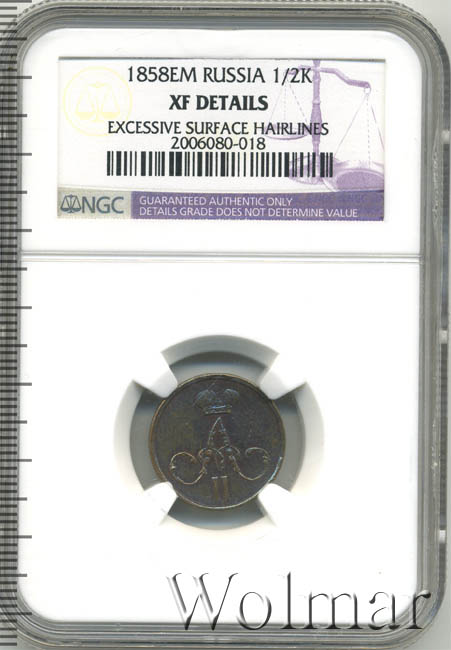 1858EM RUSSIA 1/2K
XF DETAILS
EXCESSIVE SURFACE HAIRLINES
2006080-018
NGC
GUARANTEED AUTHENTIC ONLY
DETAILS GRADE DOES NOT DETERMINE VALUE
A
II
Wolmar